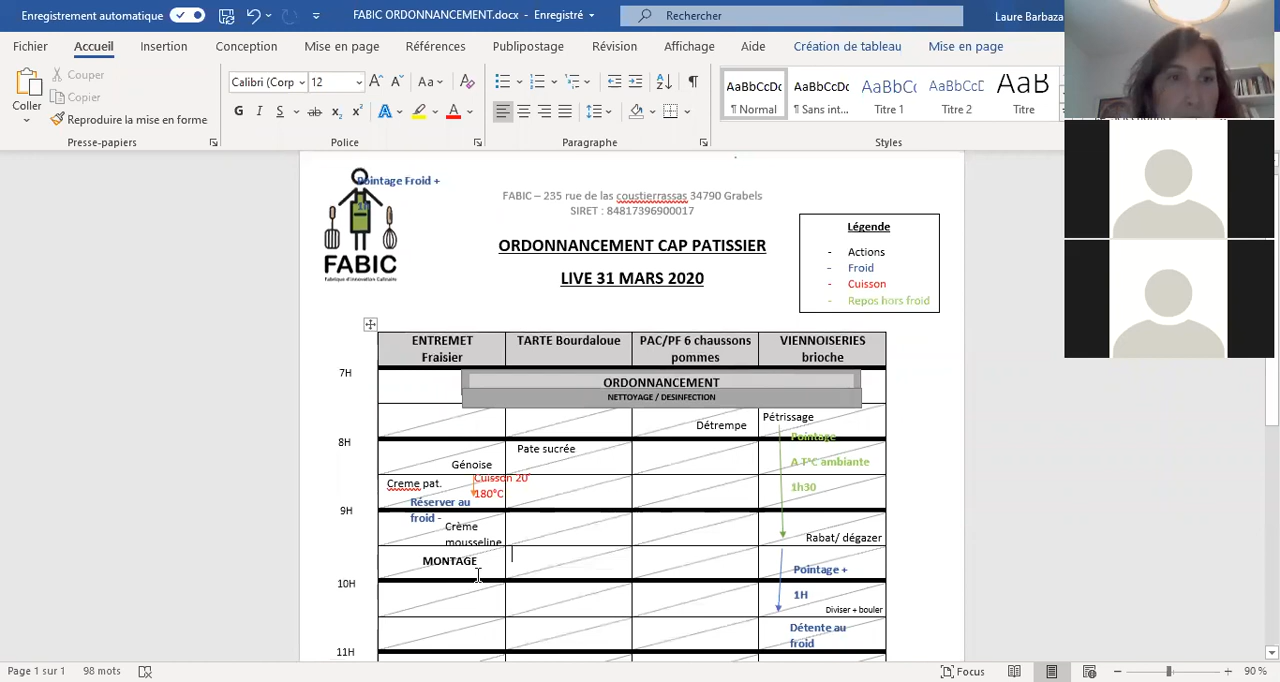 Enregistrement automatique
FABIC ORDONNANCEMENT.docx - Enregistré
Rechercher
Laure Barbaza
Fichier Accueil Insertion Conception Mise en page Références Publipostage Révision Affichage Aide Création de tableau Mise en page
Coller
Couper
Copier
Reproduire la mise en forme
Presse-papiers
Calibri (Corp 12
Police
Paragraphe
AaBbCcDc
¶ Normal
AaBbCcDc
¶ Sans int...
AaBbCc
Titre 1
AaBbCcD
Titre 2
AaB
Titre
Styles
Pointage Froid +
1h
FABIC
Fabrique d'Innovation Culinaire
FABIC – 235 rue de las coustierrassas 34790 Grabels
SIRET : 84817396900017
ORDONNANCEMENT CAP PATISSIER
LIVE 31 MARS 2020
Légende
- Actions
- Froid
- Cuisson
- Repos hors froid
ENTREMET
Fraisier
TARTE Bourdaloue
PAC/PF 6 chaussons
pommes
VIENNOISERIES
brioche
7H
ORDONNANCEMENT
NETTOYAGE / DESINFECTION
Détrempe
Pétrissage
8H
Pointage
A T°C ambiante
1h30
Pate sucrée
Génoise
Creme pat.
Cuisson 20'
180°C
Réserver au
froid -
9H
Crème
mousseline
Rabat/ dégazer
MONTAGE
Pointage +
1H
10H
Diviser + bouler
Détente au
froid
11H
Page 1 sur 1
98 mots
Focus
90 %